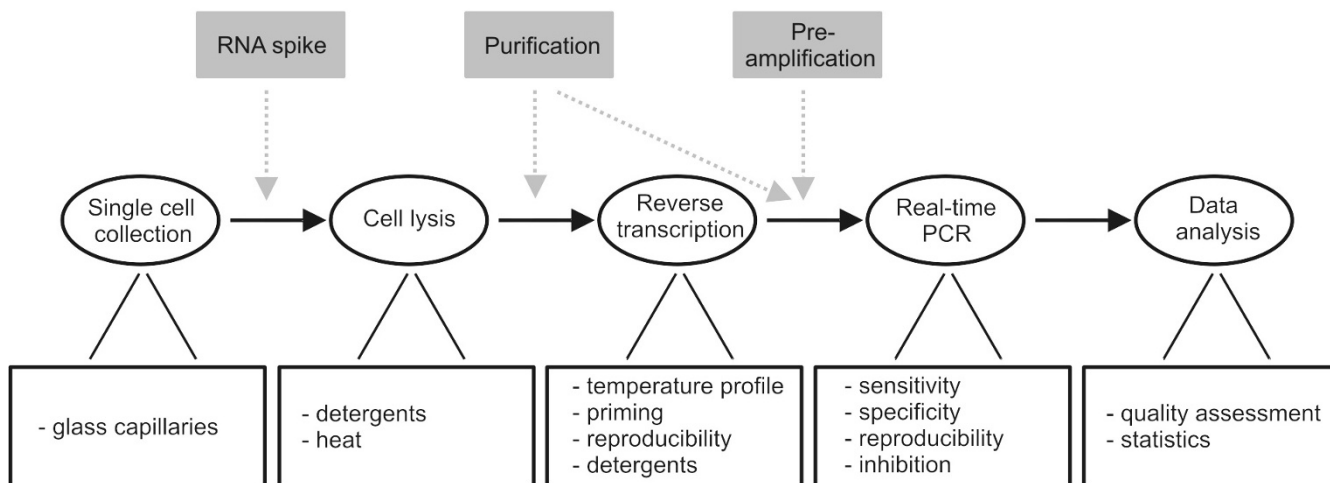 RNA spike
Purification
Pre-
amplification
Single cell
collection
Cell lysis
Reverse
transcription
Real-time
PCR
Data
analysis
- glass capillaries
- detergents
- heat
- temperature profile
- priming
- reproducibility
- detergents
- sensitivity
- specificity
- reproducibility
- inhibition
- quality assessment
- statistics